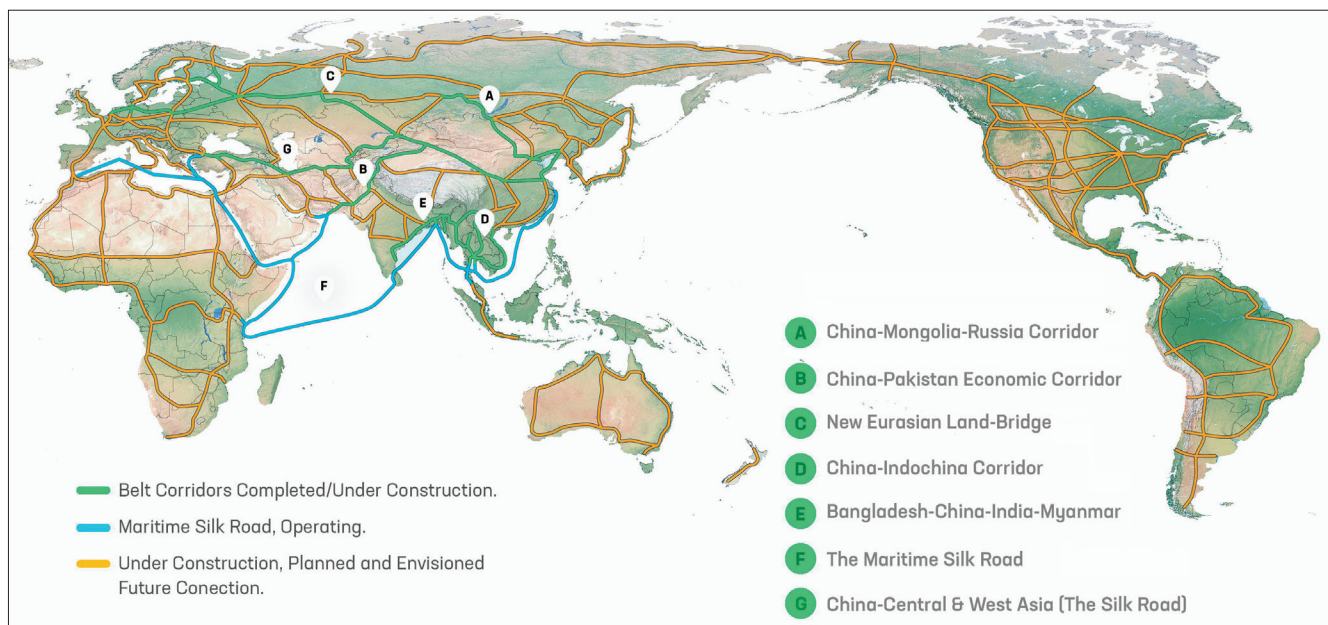 C
A
G
B
E
D
F
A China-Mongolia-Russia Corridor
B China-Pakistan Economic Corridor
C New Eurasian Land-Bridge
D China-Indochina Corridor
E Bangladesh-China-India-Myanmar
F The Maritime Silk Road
G China-Central & West Asia (The Silk Road)
Belt Corridors Completed/Under Construction.
Maritime Silk Road, Operating.
Under Construction, Planned and Envisioned
Future Conection.